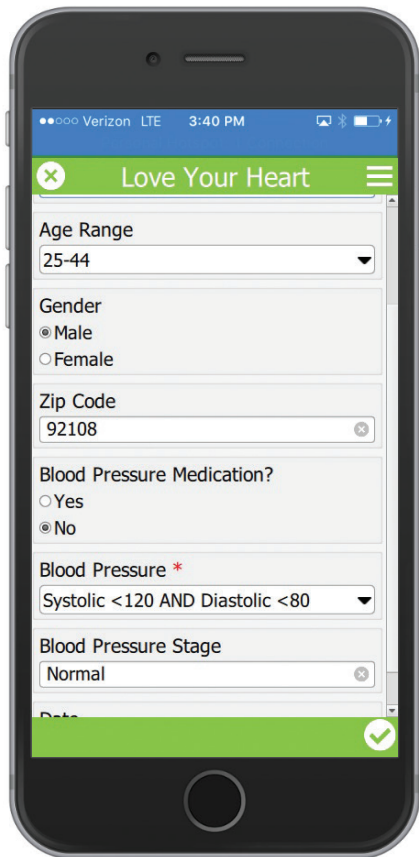 Verizon LTE 3:40 PM
Love Your Heart
Age Range
25-44
Gender
Male
Female
Zip Code
92108
Blood Pressure Medication?
Yes
No
Blood Pressure *
Systolic <120 AND Diastolic <80
Blood Pressure Stage
Normal
Date